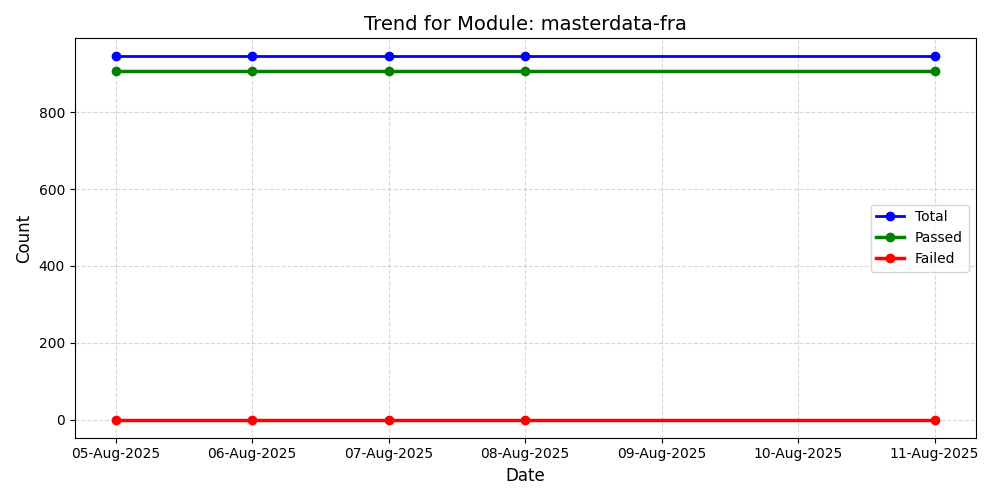 Trend for Module: masterdata-fra
Count
800
600
400
200
0
Total
Passed
Failed
05-Aug-2025
06-Aug-2025
07-Aug-2025
08-Aug-2025
09-Aug-2025
10-Aug-2025
11-Aug-2025
Date